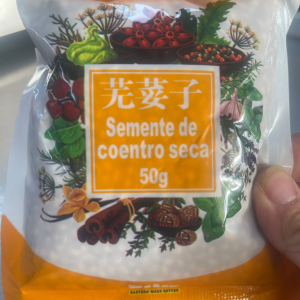 芫荽子
Semente de
coentro seca
50g